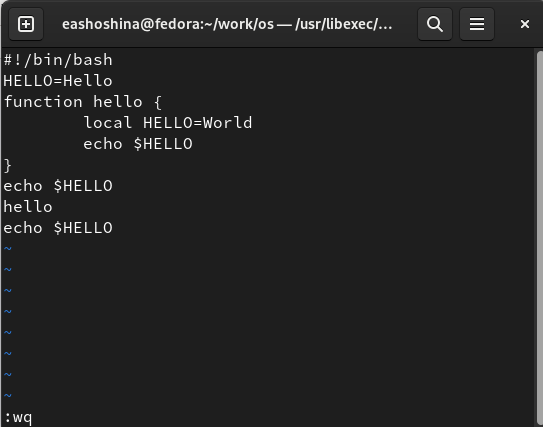 eashoshina@fedora:~/work/os — /usr/libexec/...
#!/bin/bash
HELLO=Hello
function hello {
        local HELLO=World
        echo $HELLO
}
echo $HELLO
hello
echo $HELLO
~
~
~
~
~
~
~
~
:wq